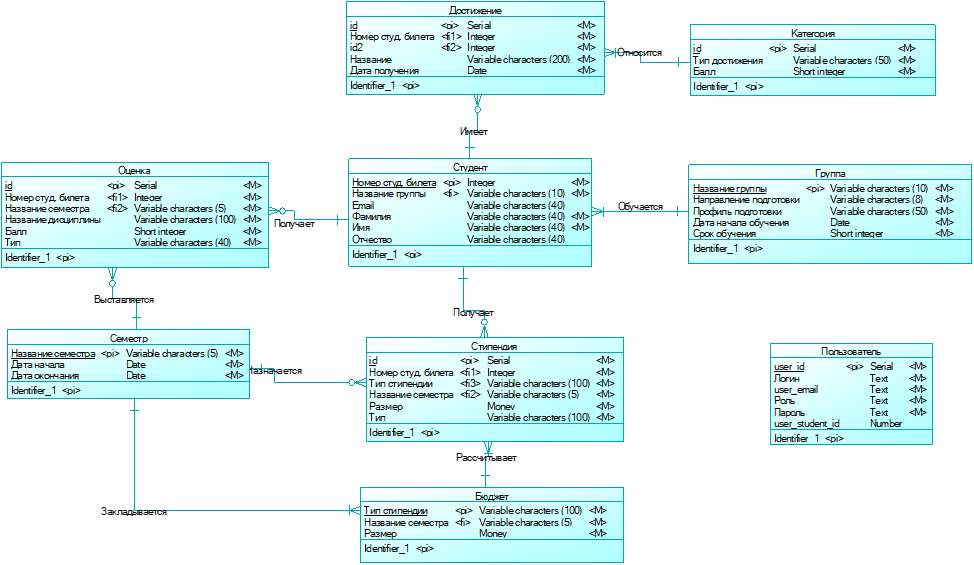 Достижение
id <pi> Serial <M>
Номер студ. билета <fi1> Integer <M>
id2 <fi2> Integer <M>
Название Variable characters (200) <M>
Дата получения Date <M>
Identifier_1 <pi>
Категория
id <pi> Serial <M>
Тип достижения Variable characters (50) <M>
Балл Short integer <M>
Identifier_1 <pi>
Относится
Имеет
Оценка
id <pi> Serial <M>
Номер студ. билета <fi1> Integer <M>
Название семестра <fi2> Variable characters (5) <M>
Название дисциплины Variable characters (100) <M>
Балл Short integer <M>
Тип Variable characters (40) <M>
Identifier_1 <pi>
Получает
Студент
Номер студ. билета <pi> Integer <M>
Название группы <fi> Variable characters (10) <M>
Email Variable characters (40)
Фамилия Variable characters (40) <M>
Имя Variable characters (40) <M>
Отчество Variable characters (40)
Identifier_1 <pi>
Обучается
Группа
Название группы <pi> Variable characters (10) <M>
Направление подготовки Variable characters (8) <M>
Профиль подготовки Variable characters (50) <M>
Дата начала обучения Date <M>
Срок обучения Short integer <M>
Identifier_1 <pi>
Выставляется
Получает
Семестр
Название семестра <pi> Variable characters (5) <M>
Дата начала Date <M>
Дата окончания Date <M>
Identifier_1 <pi>
Назначается
Стипендия
id <pi> Serial <M>
Номер студ. билета <fi1> Integer <M>
Тип стипендии <fi3> Variable characters (100) <M>
Название семестра <fi2> Variable characters (5) <M>
Размер Money <M>
Тип Variable characters (100) <M>
Identifier_1 <pi>
Пользователь
user_id <pi> Serial <M>
Логин Text <M>
user_email Text <M>
Роль Text <M>
Пароль Text <M>
user_student_id Number
Identifier_1 <pi>
Рассчитывает
Закладывается
Бюджет
Тип стипендии <pi> Variable characters (100) <M>
Название семестра <fi> Variable characters (5) <M>
Размер Money <M>
Identifier_1 <pi>